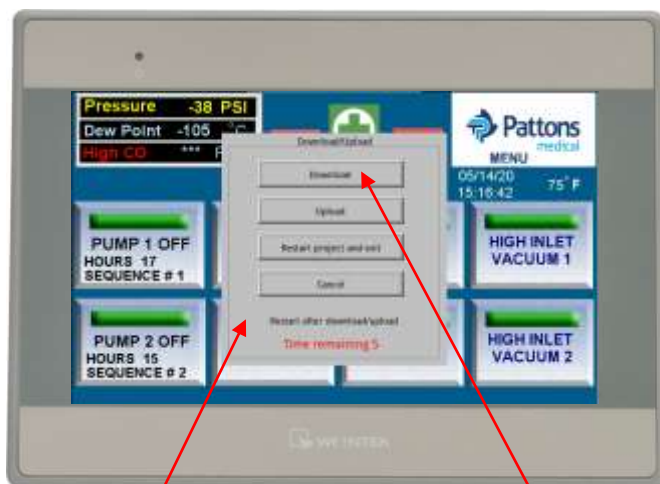 Pressure -38 PSI
Dew Point -105 °C
High CO ***
Pattons
medical
MENU
05/14/20
15:16:42 75°F
Download/Upload
Download
Upload
Restart project and exit
Cancel
Restart after download/upload
Time remaining 5
PUMP 1 OFF
HOURS 17
SEQUENCE # 1
HIGH INLET
VACUUM 1
PUMP 2 OFF
HOURS 15
SEQUENCE # 2
HIGH INLET
VACUUM 2
WEINTEK